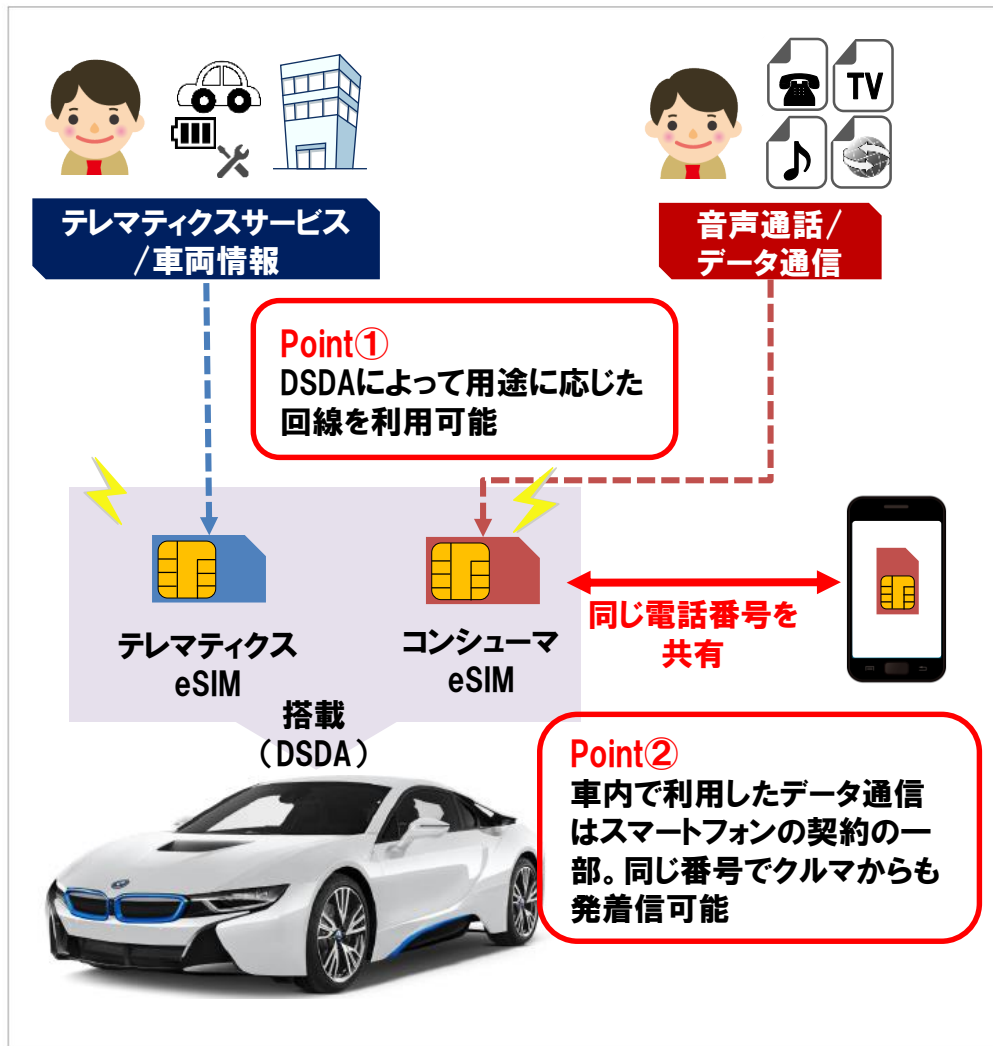 TV
テレマティクスサービス
/車両情報
音声通話/
データ通信
Point①
DSDAによって用途に応じた
回線を利用可能
テレマティクス
eSIM
コンシューマ
eSIM
同じ電話番号を
共有
搭載
(DSDA)
Point②
車内で利用したデータ通信
はスマートフォンの契約の一
部。同じ番号でクルマからも
発着信可能